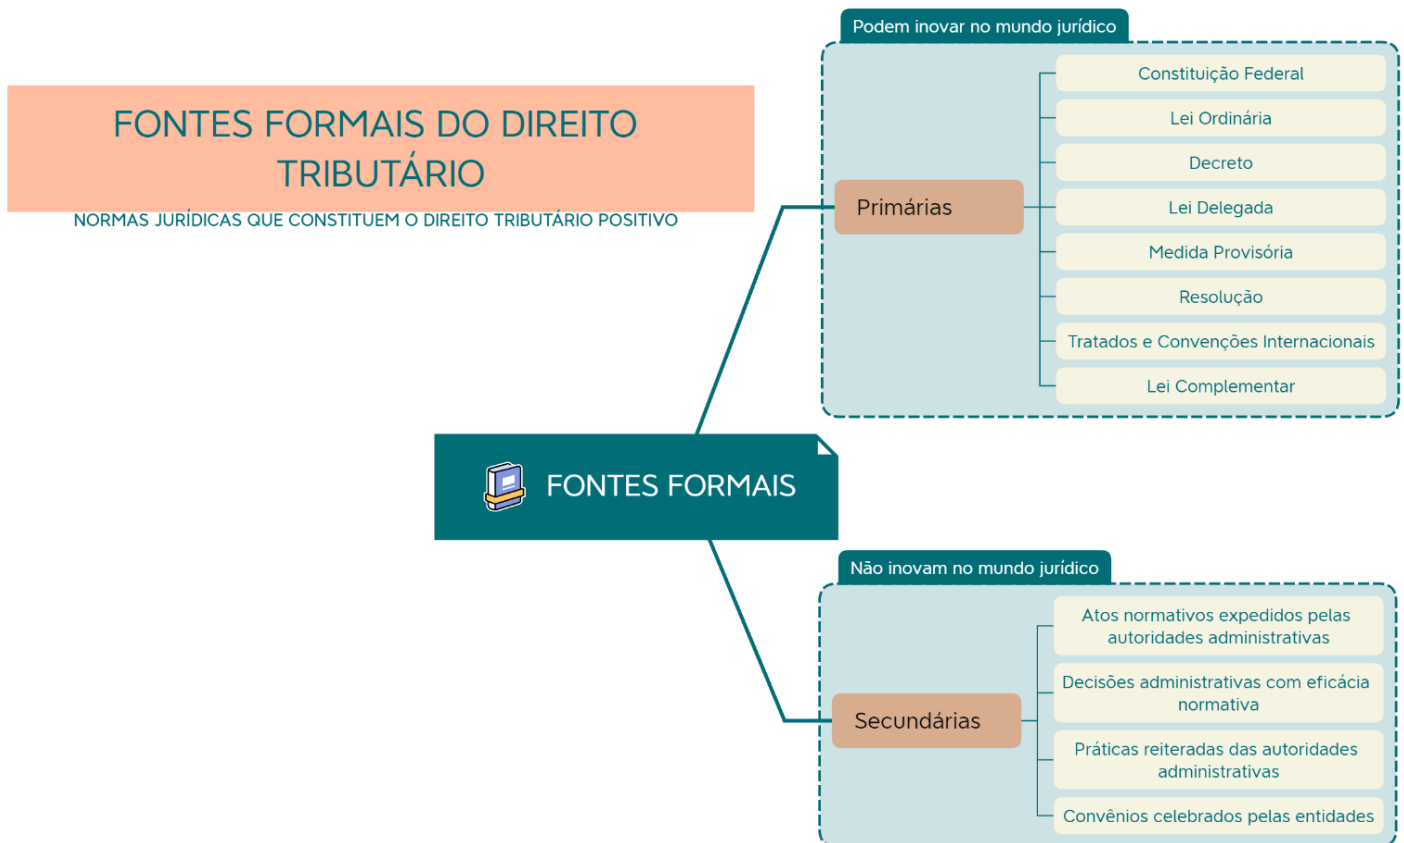 FONTES FORMAIS DO DIREITO
TRIBUTÁRIO
NORMAS JURÍDICAS QUE CONSTITUEM O DIREITO TRIBUTÁRIO POSITIVO
FONTES FORMAIS
Podem inovar no mundo jurídico
Primárias
Constituição Federal
Lei Ordinária
Decreto
Lei Delegada
Medida Provisória
Resolução
Tratados e Convenções Internacionais
Lei Complementar
Não inovam no mundo jurídico
Secundárias
Atos normativos expedidos pelas
autoridades administrativas
Decisões administrativas com eficácia
normativa
Práticas reiteradas das autoridades
administrativas
Convênios celebrados pelas entidades